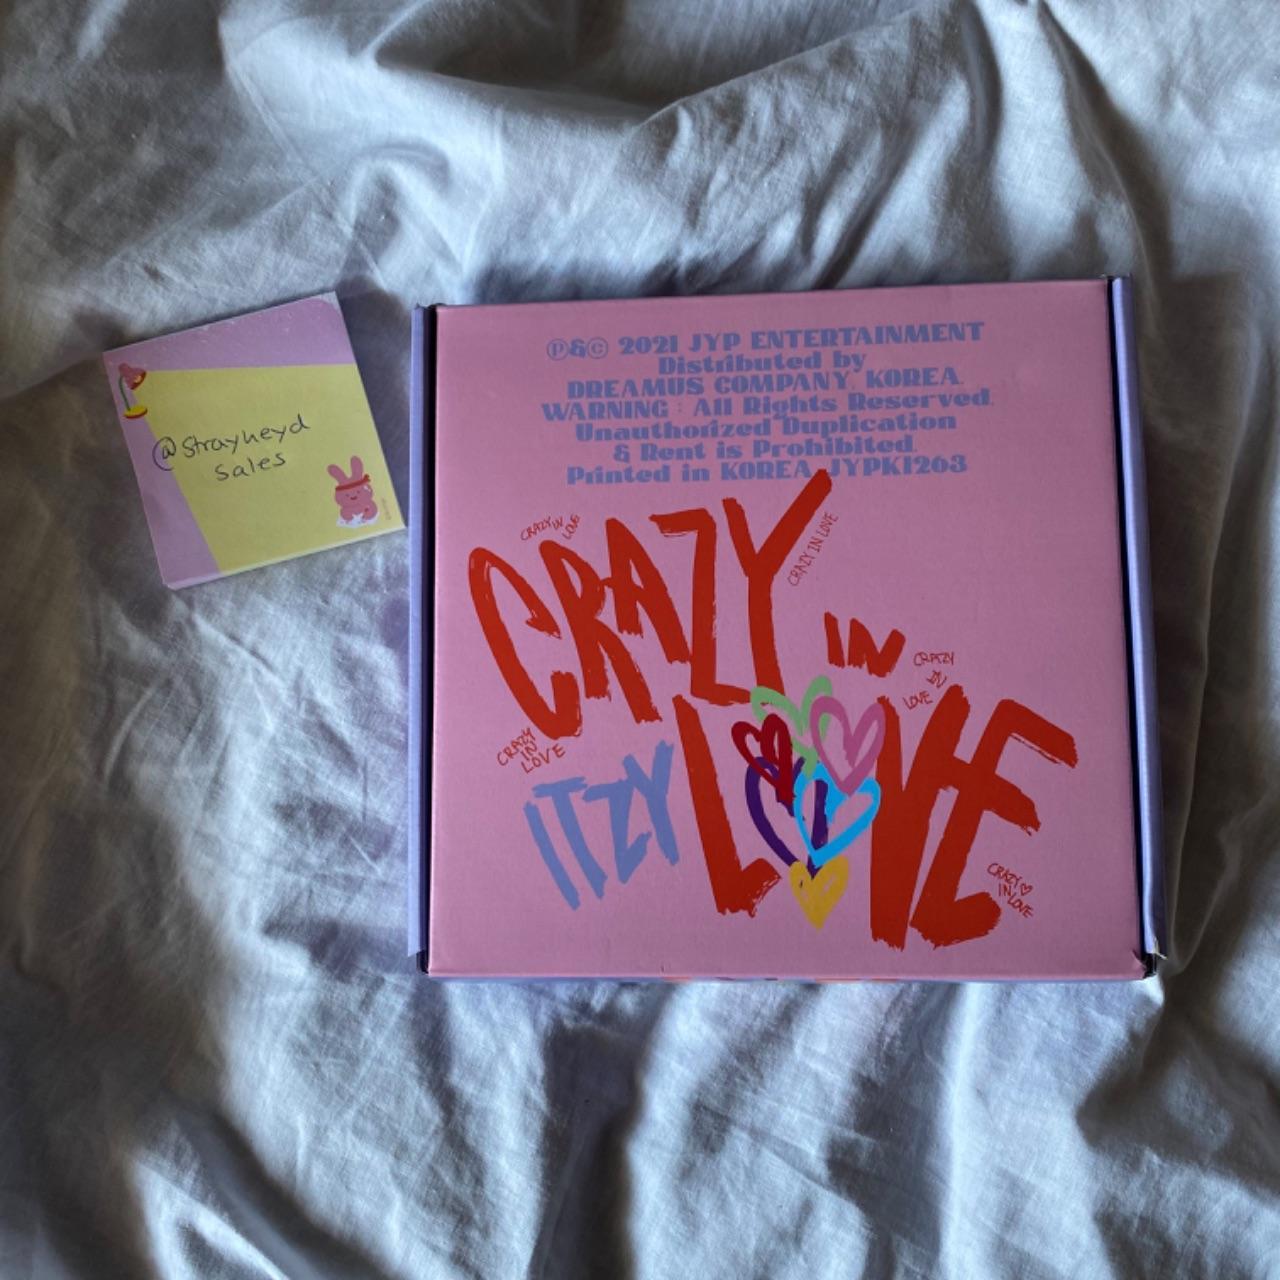 @strayheyd
sales
℗&© 2021 JYP ENTERTAINMENT
Distributed by
DREAMUS COMPANY, KOREA.
WARNING : All Rights Reserved.
Unauthorized Duplication
& Rent is Prohibited.
Printed in KOREA JYPK1263
CRAZY IN
LOVE
CRAZY IN LOVE
CRAZY
IN
CRAZY
IN
LOVE
CRAZY
IN
LOVE
ITZY
LOVE
CRAZY
IN LOVE